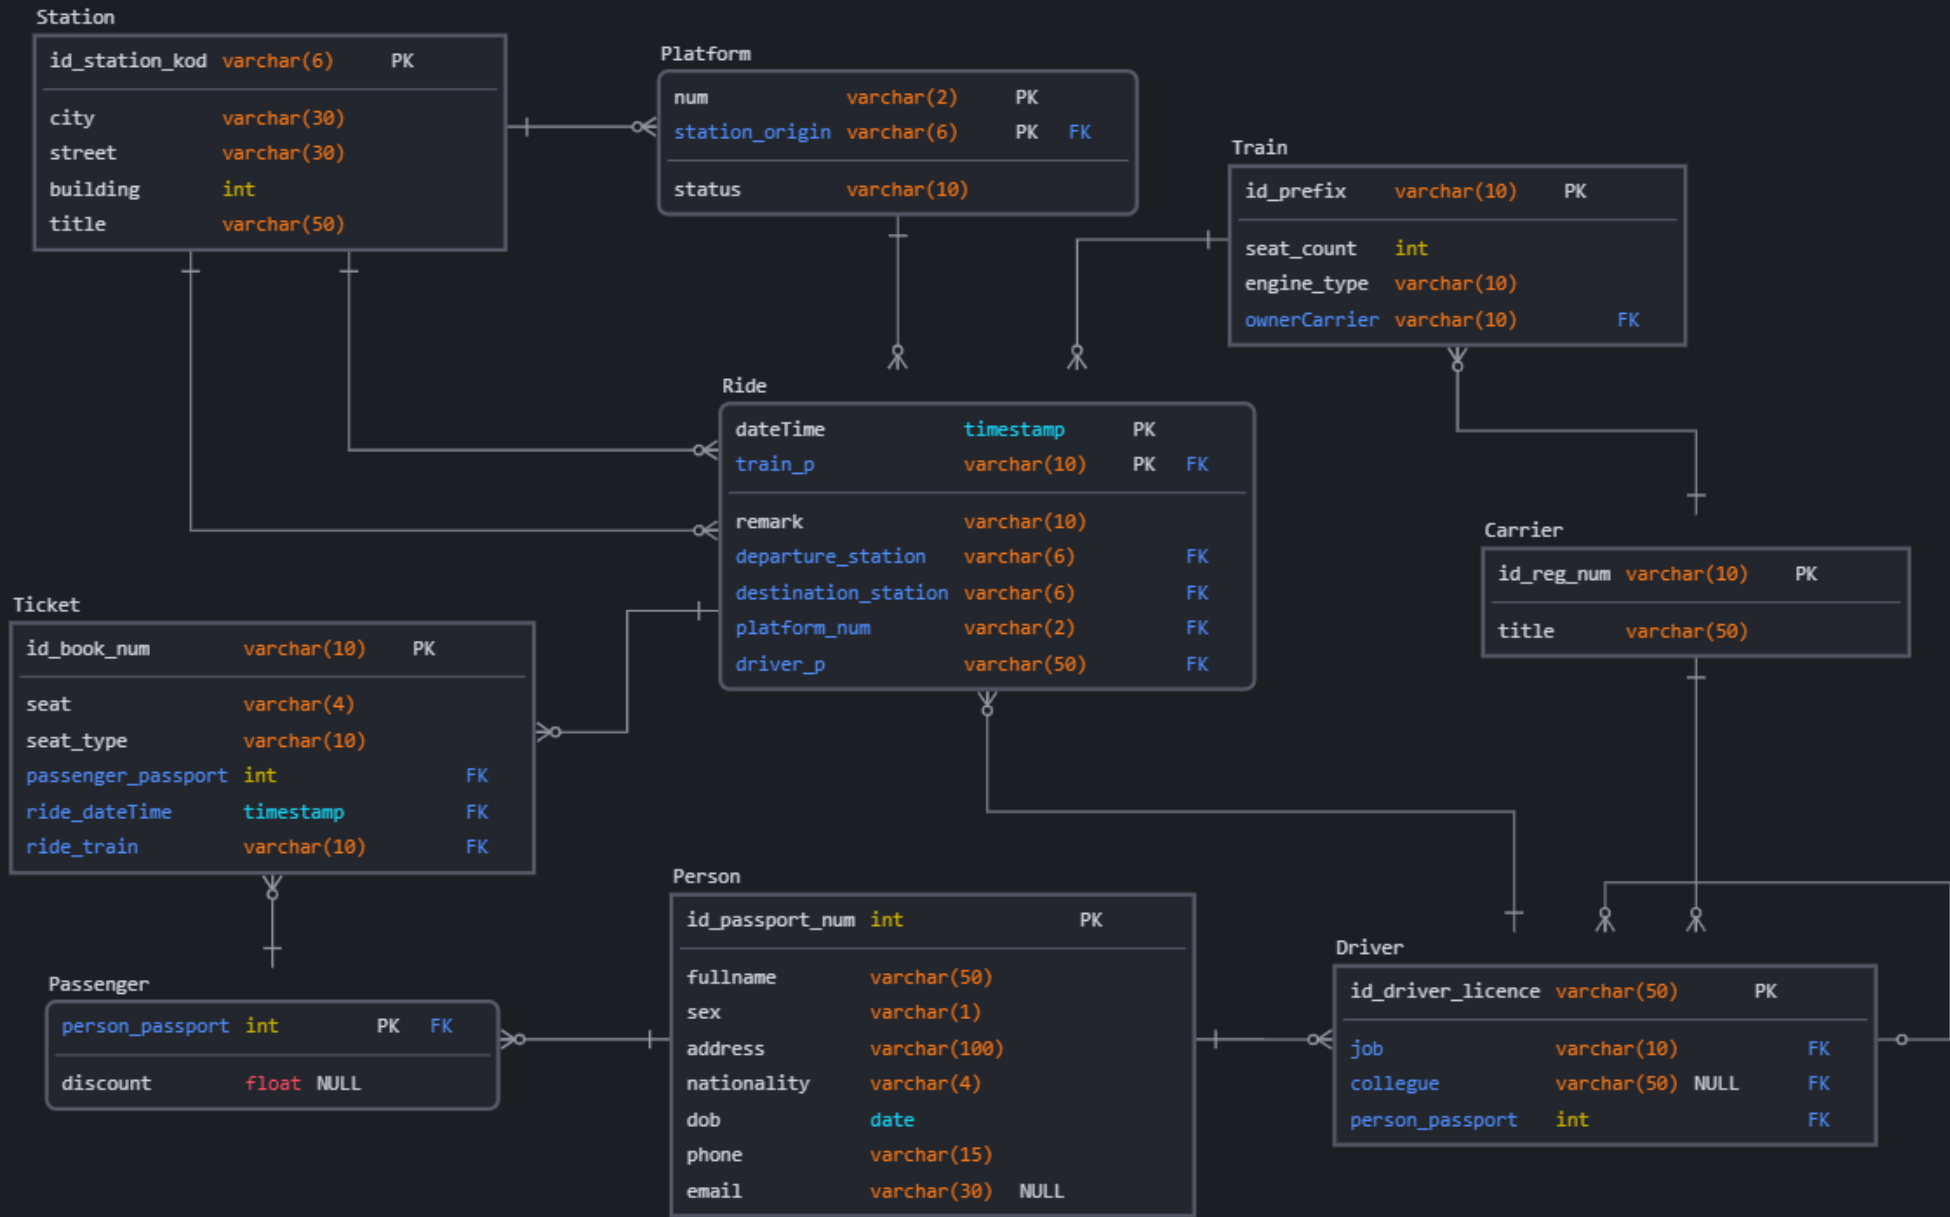 Station
id_station_kod varchar(6) PK
city varchar(30)
street varchar(30)
building int
title varchar(50)
Platform
num varchar(2) PK
station_origin varchar(6) PK FK
status varchar(10)
Train
id_prefix varchar(10) PK
seat_count int
engine_type varchar(10)
ownerCarrier varchar(10) FK
Ride
dateTime timestamp PK
train_p varchar(10) PK FK
remark varchar(10)
departure_station varchar(6) FK
destination_station varchar(6) FK
platform_num varchar(2) FK
driver_p varchar(50) FK
Carrier
id_reg_num varchar(10) PK
title varchar(50)
Ticket
id_book_num varchar(10) PK
seat varchar(4)
seat_type varchar(10)
passenger_passport int FK
ride_dateTime timestamp FK
ride_train varchar(10) FK
Passenger
person_passport int PK FK
discount float NULL
Person
id_passport_num int PK
fullname varchar(50)
sex varchar(1)
address varchar(100)
nationality varchar(4)
dob date
phone varchar(15)
email varchar(30) NULL
Driver
id_driver_licence varchar(50) PK
job varchar(10) FK
collegue varchar(50) NULL FK
person_passport int FK